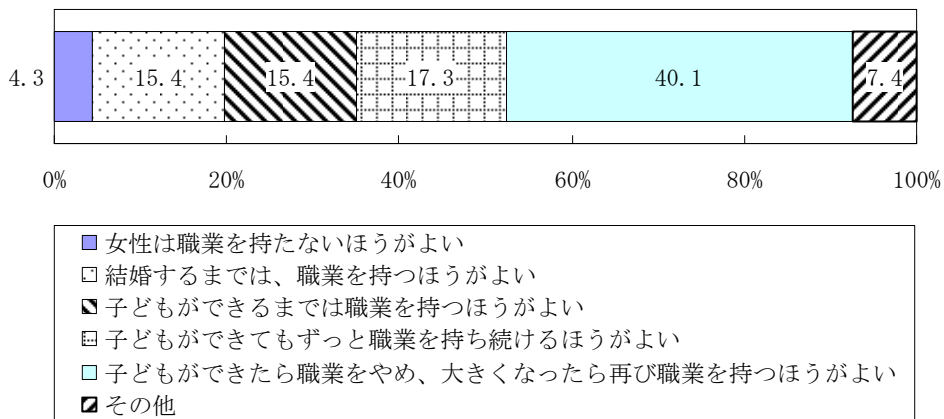 4.3 15.4 15.4 17.3 40.1 7.4
0% 20% 40% 60% 80% 100%
女性は職業を持たないほうがよい
結婚するまでは、職業を持つほうがよい
子どもができるまでは職業を持つほうがよい
子どもができてもずっと職業を持ち続けるほうがよい
子どもができたら職業をやめ、大きくなったら再び職業を持つほうがよい
その他